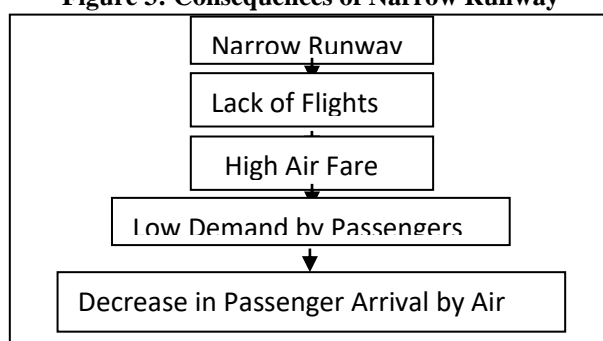 Figure 3: Consequences of Narrow Runway
Narrow Runway
Lack of Flights
High Air Fare
Low Demand by Passengers
Decrease in Passenger Arrival by Air